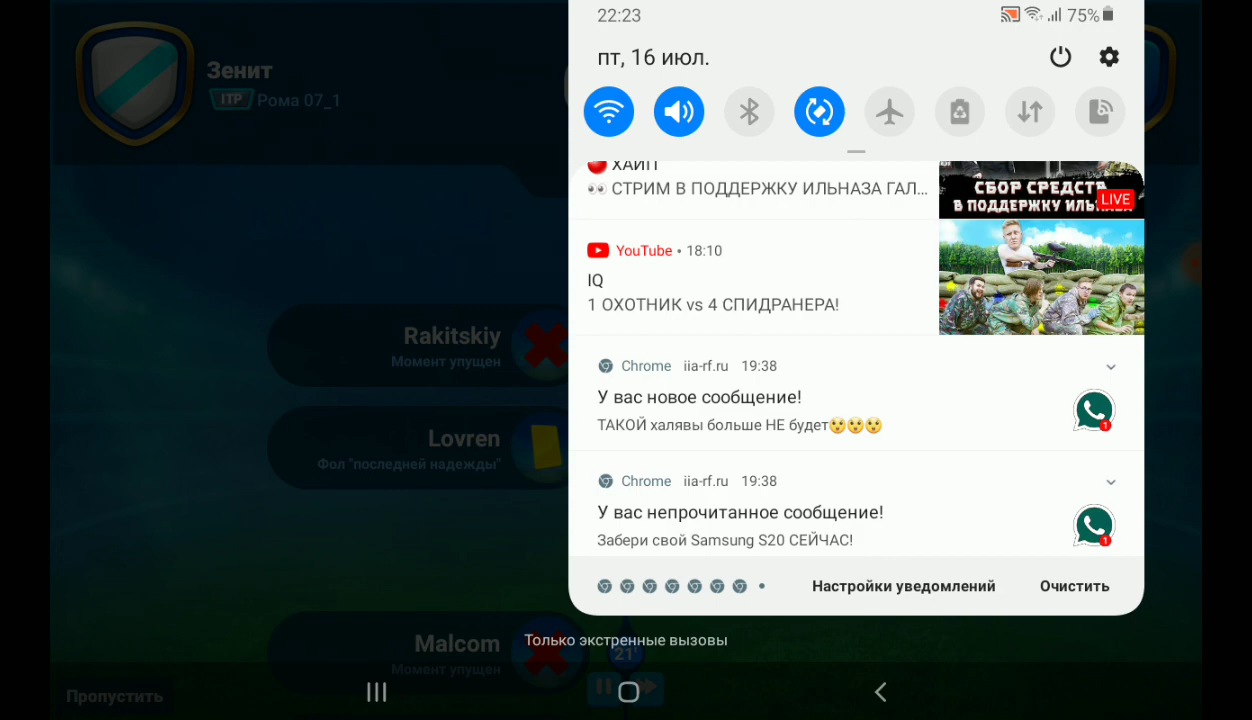 22:23
75%
пт, 16 июл.
Зенит
ITP Рома 07_1
ХАЙП
👀 СТРИМ В ПОДДЕРЖКУ ИЛЬНАЗА ГАЛ...
СБОР СРЕДСТВ
В ПОДДЕРЖКУ
LIVE
YouTube • 18:10
IQ
1 ОХОТНИК vs 4 СПИДРАНЕРА!
Rakitskiy
Момент упущен
Chrome iia-rf.ru 19:38
У вас новое сообщение!
ТАКОЙ халявы больше НЕ будет😯😯😯
1
Lovren
Фол "последней надежды"
Chrome iia-rf.ru 19:38
У вас непрочитанное сообщение!
Забери свой Samsung S20 СЕЙЧАС!
1
Настройки уведомлений
Очистить
Только экстренные вызовы
Malcom
Момент упущен
21'
Пропустить